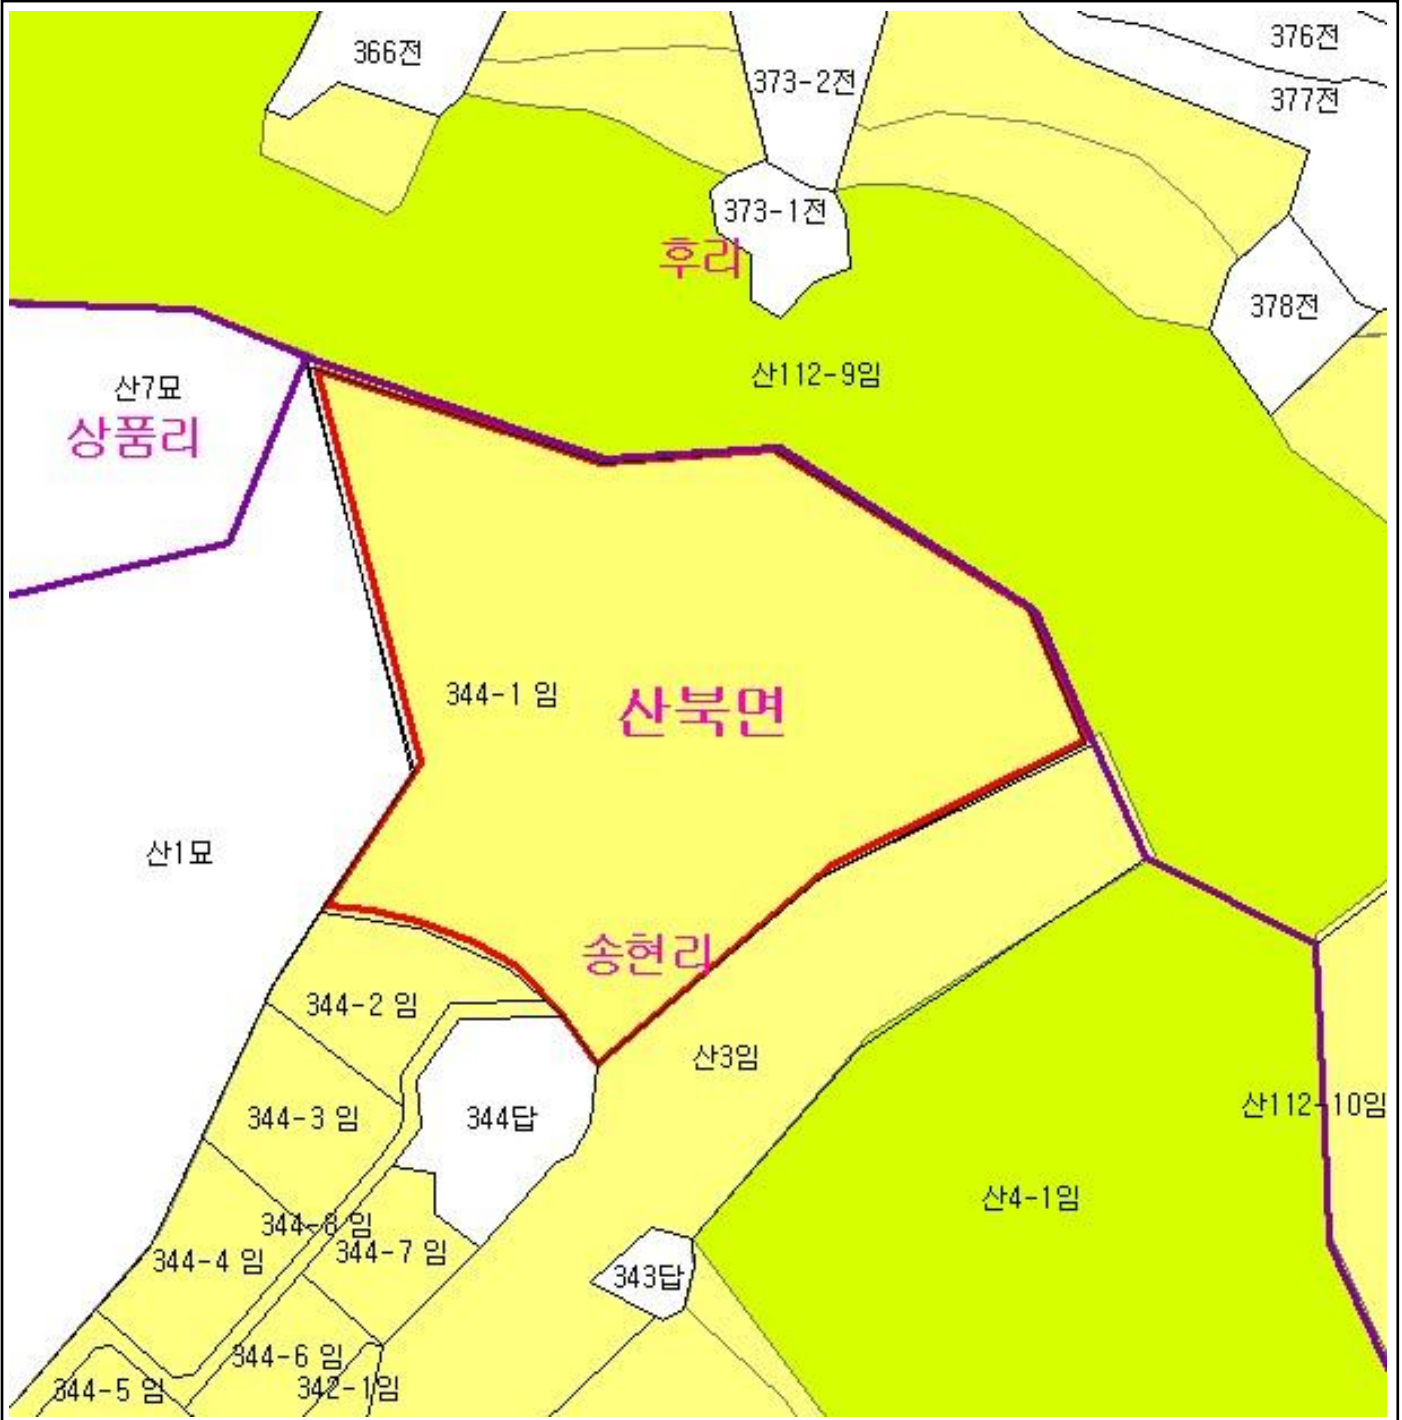 366전
376전
373-2전
377전
373-1전
후리
378전
산112-9임
산7묘
상품리
344-1 임
산북면
산1묘
송현리
344-2 임
산3임
344-3 임
344답
산112-10임
산4-1임
344-8 임
344-7 임
344-4 임
343답
344-6 임
344-5 임
342-1임